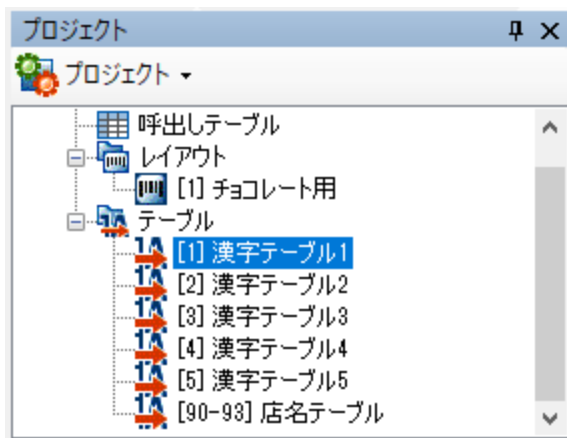 プロジェクト
プロジェクト
呼出しテーブル
レイアウト
[1] チョコレート用
テーブル
[1] 漢字テーブル1
[2] 漢字テーブル2
[3] 漢字テーブル3
[4] 漢字テーブル4
[5] 漢字テーブル5
[90-93] 店名テーブル